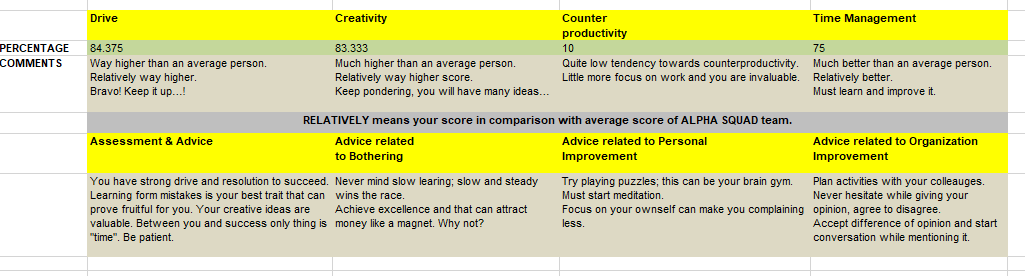 Drive Creativity Counter Time Management
productivity
PERCENTAGE 84.375 83.333 10 75
COMMENTS Way higher than an average person. Much higher than an average person. Quite low tendency towards counterproductivity. Much better than an average person.
Relatively way higher. Relatively way higher score. Little more focus on work and you are invaluable. Relatively better.
Bravo! Keep it up...! Keep pondering, you will have many ideas... Must learn and improve it.
RELATIVELY means your score in comparison with average score of ALPHA SQUAD team.
Assessment & Advice Advice related Advice related to Personal Advice related to Organization
to Bothering Improvement Improvement
You have strong drive and resolution to succeed. Never mind slow learing; slow and steady Try playing puzzles; this can be your brain gym. Plan activities with your colleauges.
Learning form mistakes is your best trait that can wins the race. Must start meditation. Never hesitate while giving your
prove fruitful for you. Your creative ideas are Achieve excellence and that can attract Focus on your ownself can make you complaining opinion, agree to disagree.
valuable. Between you and success only thing is money like a magnet. Why not? less. Accept difference of opinion and start
"time". Be patient. conversation while mentioning it.